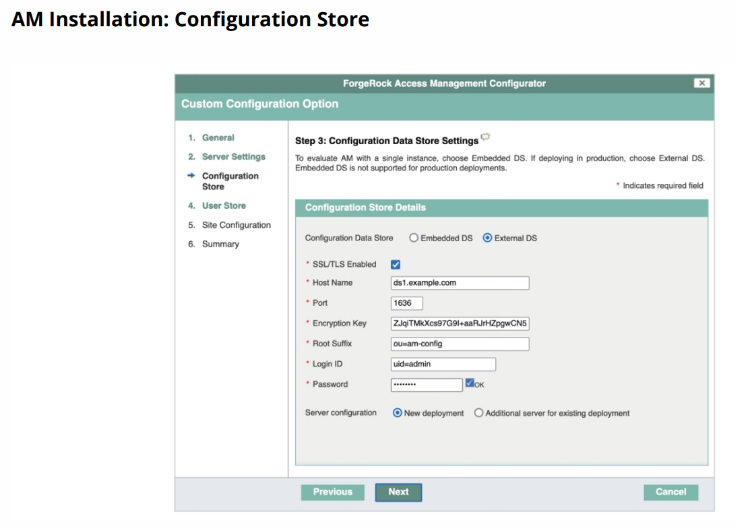 AM Installation: Configuration Store
ForgeRock Access Management Configurator
Custom Configuration Option
1. General
2. Server Settings
Configuration
Store
4. User Store
5. Site Configuration
6. Summary
Step 3: Configuration Data Store Settings
To evaluate AM with a single instance, choose Embedded DS. If deploying in production, choose External DS.
Embedded DS is not supported for production deployments.
* Indicates required field
Configuration Store Details
Configuration Data Store Embedded DS External DS
* SSL/TLS Enabled
* Host Name ds1.example.com
* Port 1636
* Encryption Key ZJqiTMkXcs97G9I+aaRJrHZpgwCN5
* Root Suffix ou=am-config
* Login ID uid=admin
* Password •••••••• OK
Server configuration New deployment Additional server for existing deployment
Previous Next Cancel